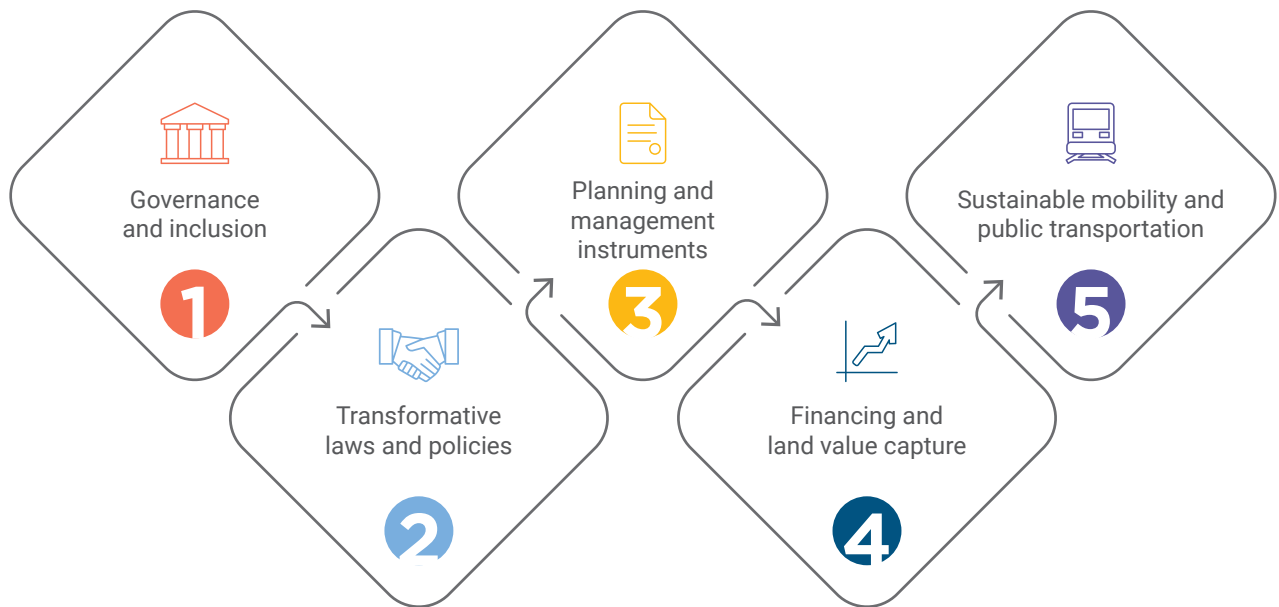 Governance
and inclusion
1
Transformative
laws and policies
2
Planning and
management
instruments
3
Financing and
land value capture
4
Sustainable mobility and
public transportation
5